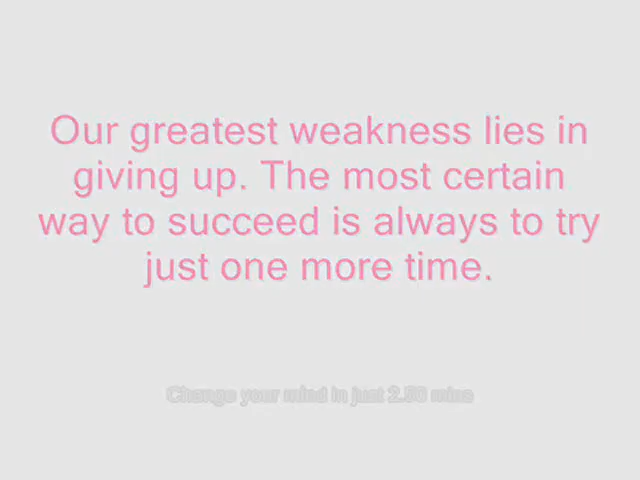 Our greatest weakness lies in
giving up. The most certain
way to succeed is always to try
just one more time.
Change your mind in just 2.50 mins